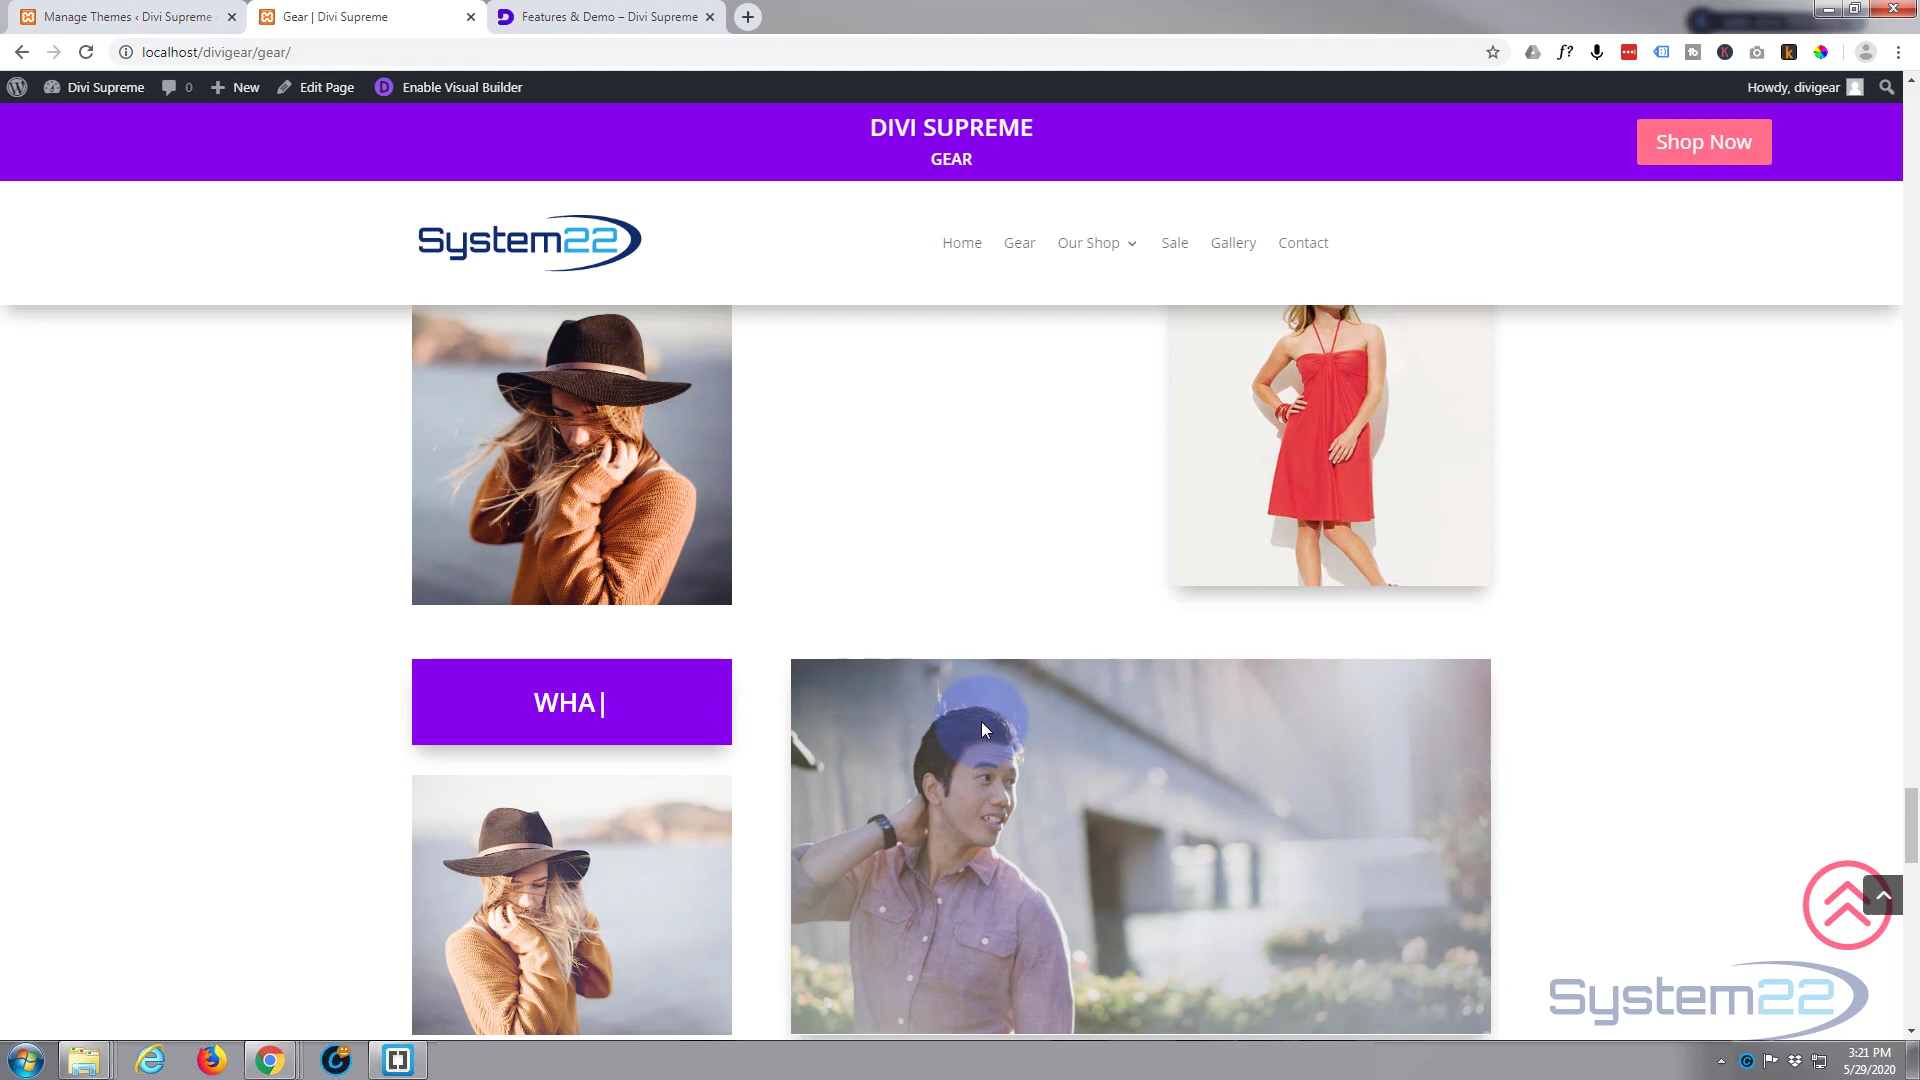 Manage Themes ‹ Divi Supreme
Gear | Divi Supreme
Features & Demo – Divi Supreme
localhost/divigear/gear/
Divi Supreme
0
New
Edit Page
D
Enable Visual Builder
Howdy, divigear
DIVI SUPREME
GEAR
Shop Now
System22
Home
Gear
Our Shop
Sale
Gallery
Contact
WHA|
System22
3:21 PM
5/29/2020